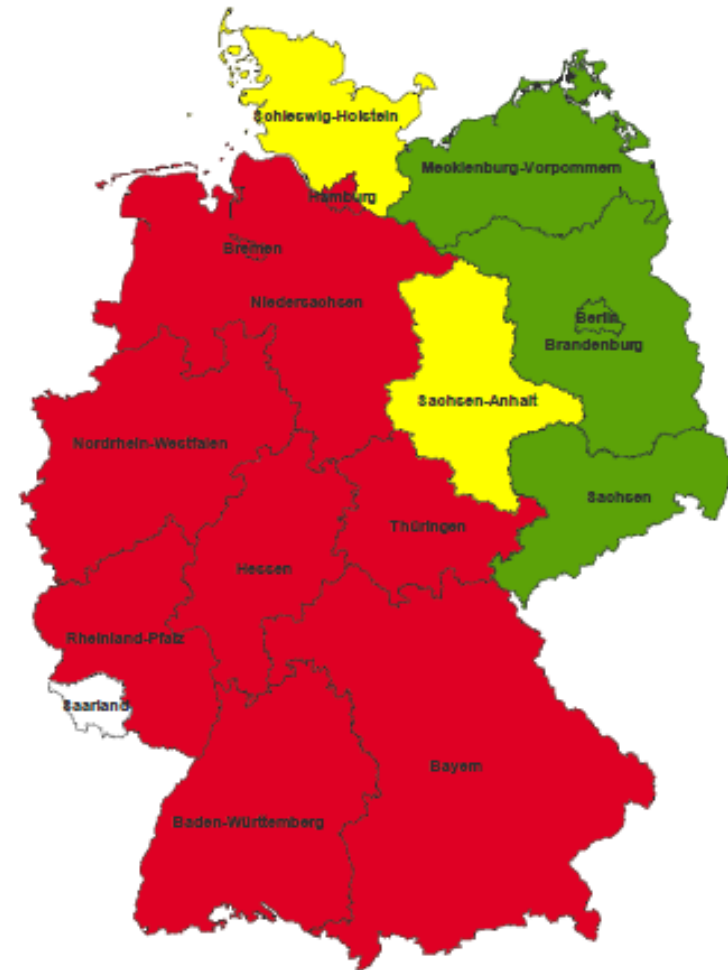 Schleswig-Holstein
Mecklenburg-Vorpommern
Hamburg
Bremen
Niedersachsen
Berlin
Brandenburg
Sachsen-Anhalt
Nordrhein-Westfalen
Sachsen
Thüringen
Hessen
Rheinland-Pfalz
Saarland
Bayern
Baden-Württemberg